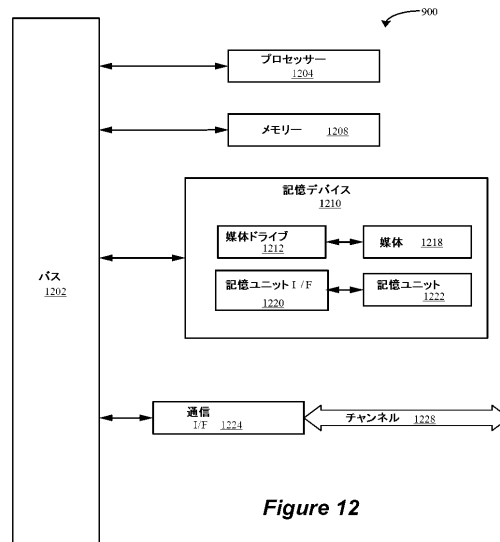 900
プロセッサー
1204
メモリー 1208
記憶デバイス
1210
媒体ドライブ
1212
媒体 1218
記憶ユニット I /F
1220
記憶ユニット
1222
バス
1202
通信
I/F 1224
チャンネル 1228
Figure 12